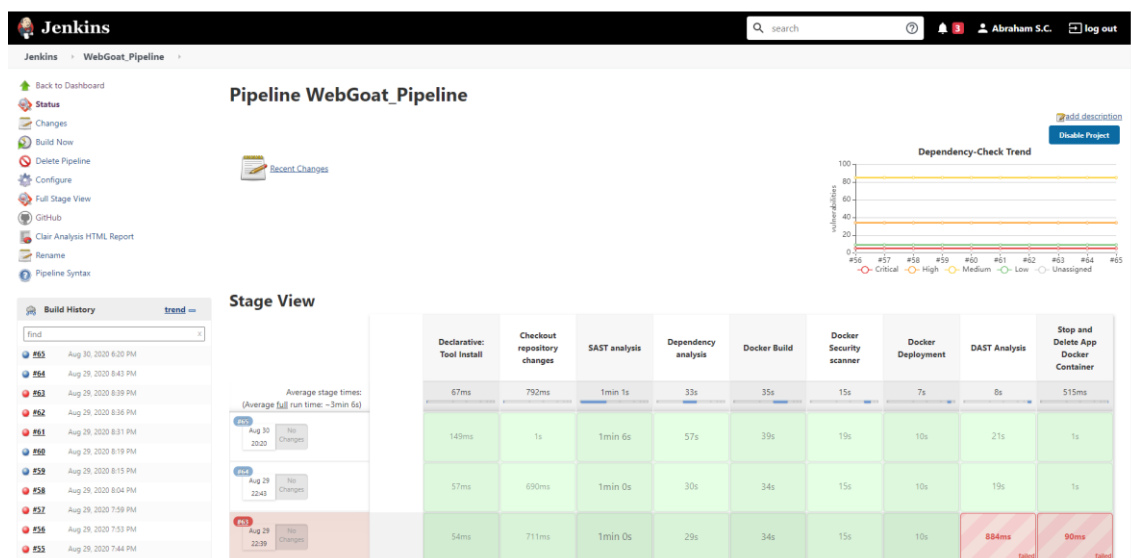 Jenkins
search
3
Abraham S.C.
log out
Jenkins
WebGoat_Pipeline
Back to Dashboard
Status
Changes
Build Now
Delete Pipeline
Configure
Full Stage View
GitHub
Clair Analysis HTML Report
Rename
Pipeline Syntax
Build History
trend
find
x
#65 Aug 30, 2020 6:20 PM
#64 Aug 29, 2020 8:43 PM
#63 Aug 29, 2020 8:39 PM
#62 Aug 29, 2020 8:36 PM
#61 Aug 29, 2020 8:31 PM
#60 Aug 29, 2020 8:19 PM
#59 Aug 29, 2020 8:15 PM
#58 Aug 29, 2020 8:04 PM
#57 Aug 29, 2020 7:59 PM
#56 Aug 29, 2020 7:53 PM
#55 Aug 29, 2020 7:44 PM
Pipeline WebGoat_Pipeline
add description
Disable Project
Recent Changes
Dependency-Check Trend
vulnerabilities
100
80
60
40
20
0
#56 #57 #58 #59 #60 #61 #62 #63 #64 #65
Critical High Medium Low Unassigned
Stage View
Declarative:
Tool Install
Checkout
repository
changes
SAST analysis
Dependency
analysis
Docker Build
Docker
Security
scanner
Docker
Deployment
DAST Analysis
Stop and
Delete App
Docker
Container
Average stage times:
(Average full run time: ~3min 6s)
67ms 792ms 1min 1s 33s 35s 15s 7s 8s 515ms
#65
Aug 30
20:20
No
Changes
149ms 1s 1min 6s 57s 39s 19s 10s 21s 1s
#64
Aug 29
22:43
No
Changes
57ms 690ms 1min 0s 30s 34s 15s 10s 19s 1s
#63
Aug 29
22:39
No
Changes
54ms 711ms 1min 0s 29s 34s 15s 10s 884ms 90ms
failed failed